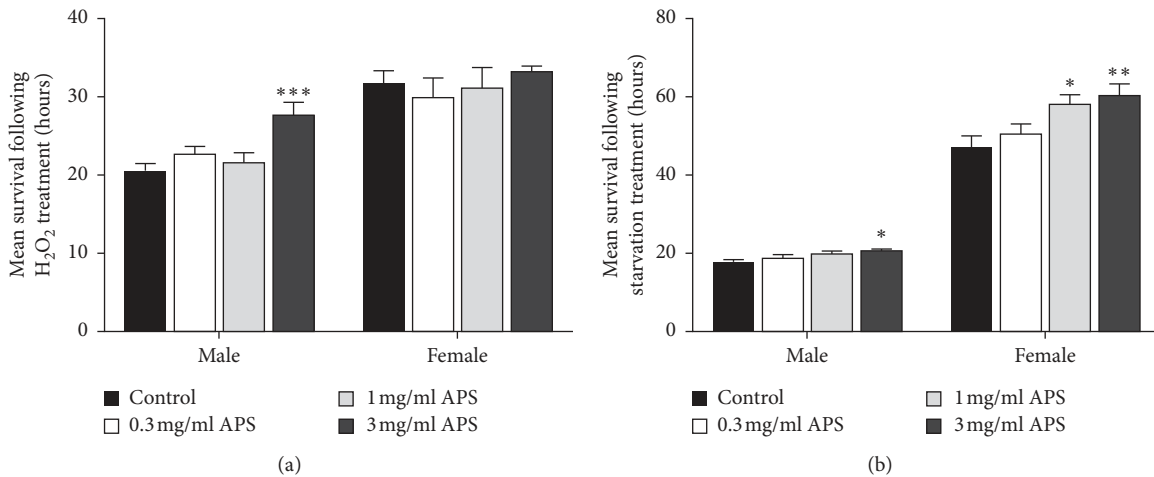 Mean survival following
H₂O₂ treatment (hours)
40
30
20
10
0
***
Male
Female
Control
0.3 mg/ml APS
1 mg/ml APS
3 mg/ml APS
(a)
Mean survival following
starvation treatment (hours)
80
60
40
20
0
*
*
**
Male
Female
Control
0.3 mg/ml APS
1 mg/ml APS
3 mg/ml APS
(b)